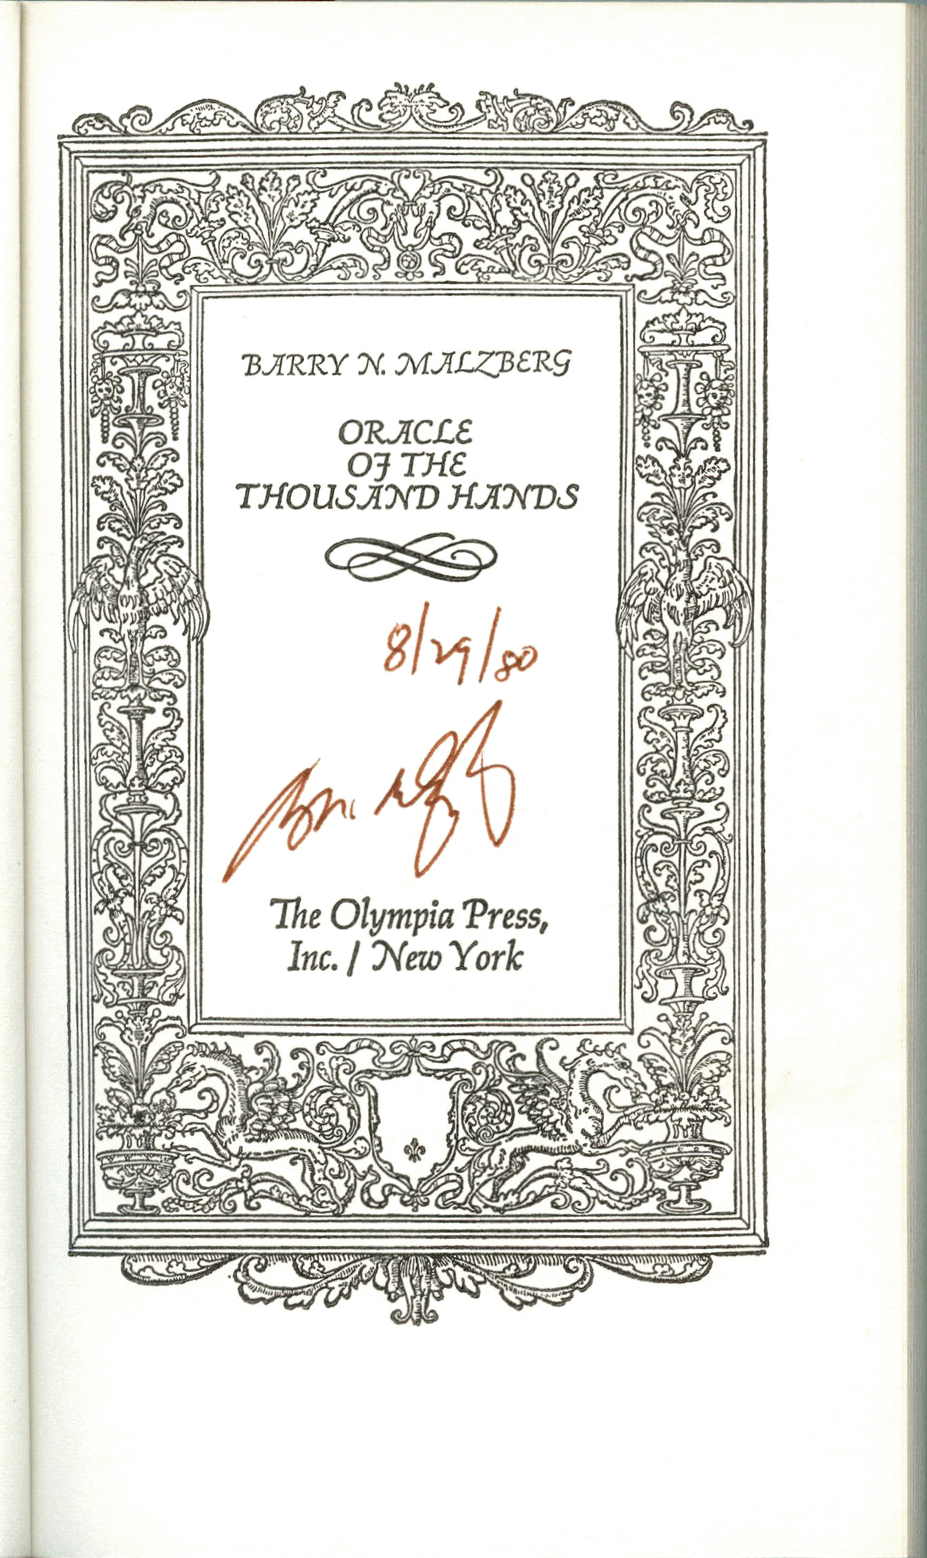 BARRY N. MALZBERG
ORACLE
OF THE
THOUSAND HANDS
8/29/80
The Olympia Press,
Inc. / New York